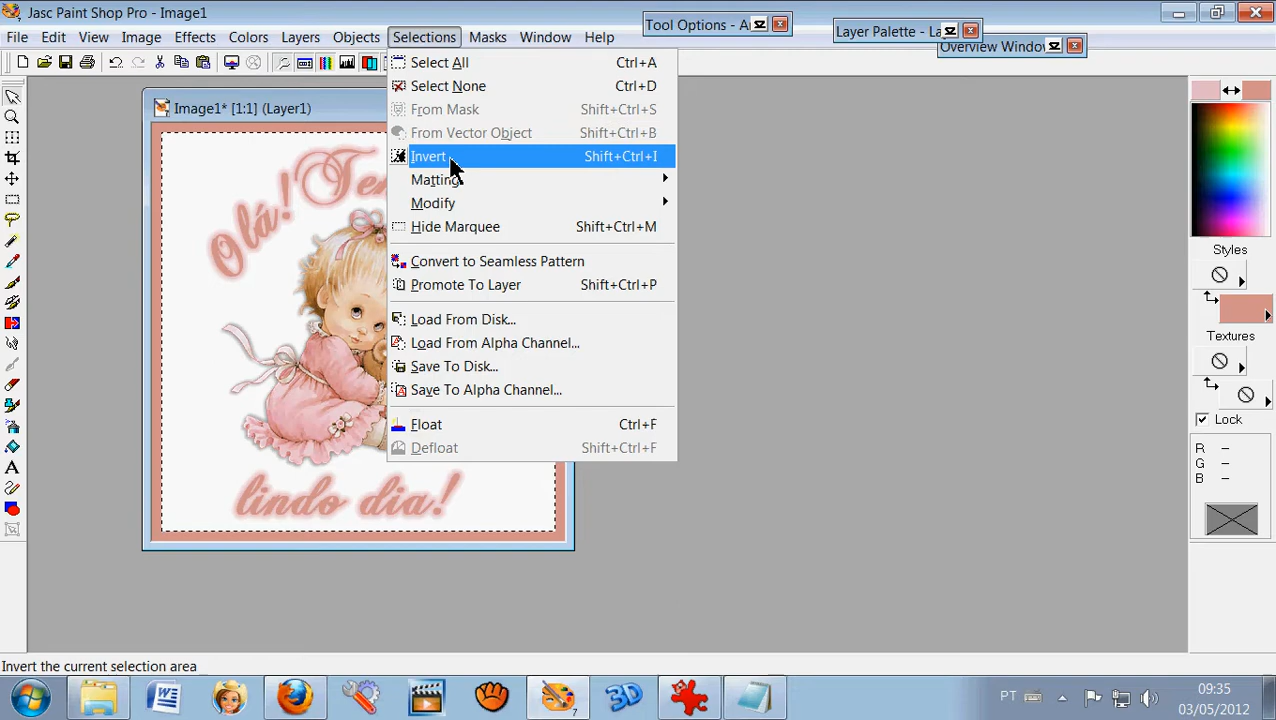 Jasc Paint Shop Pro - Image1
Tool Options - A
Layer Palette - La
Overview Window
File Edit View Image Effects Colors Layers Objects Selections Masks Window Help
Select All Ctrl+A
Select None Ctrl+D
From Mask Shift+Ctrl+S
From Vector Object Shift+Ctrl+B
Invert Shift+Ctrl+I
Matting
Modify
Hide Marquee Shift+Ctrl+M
Convert to Seamless Pattern
Promote To Layer Shift+Ctrl+P
Load From Disk...
Load From Alpha Channel...
Save To Disk...
Save To Alpha Channel...
Float Ctrl+F
Defloat Shift+Ctrl+F
Image1* [1:1] (Layer1)
Olá! Ten
lindo dia!
Styles
Textures
Lock
R -
G -
B -
Invert the current selection area
7
3D
PT
09:35
03/05/2012